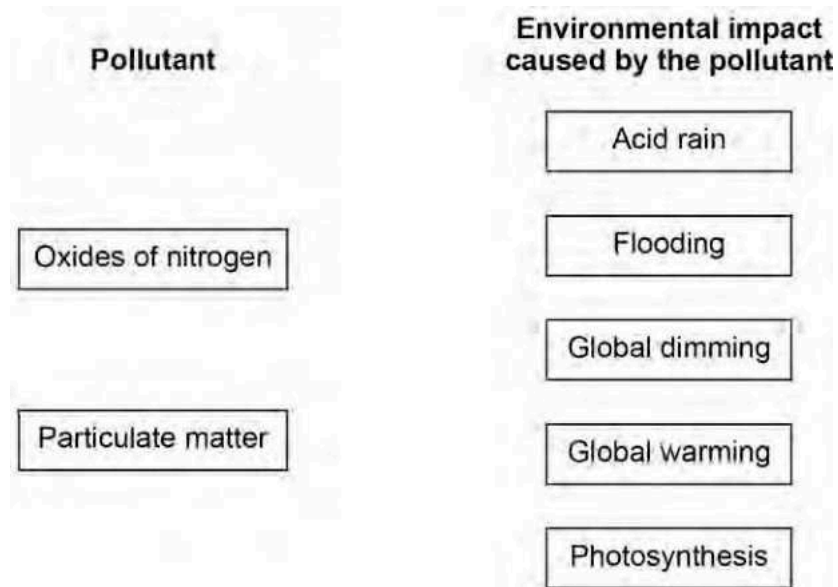 Pollutant
Environmental impact
caused by the pollutant
Acid rain
Oxides of nitrogen
Flooding
Global dimming
Particulate matter
Global warming
Photosynthesis